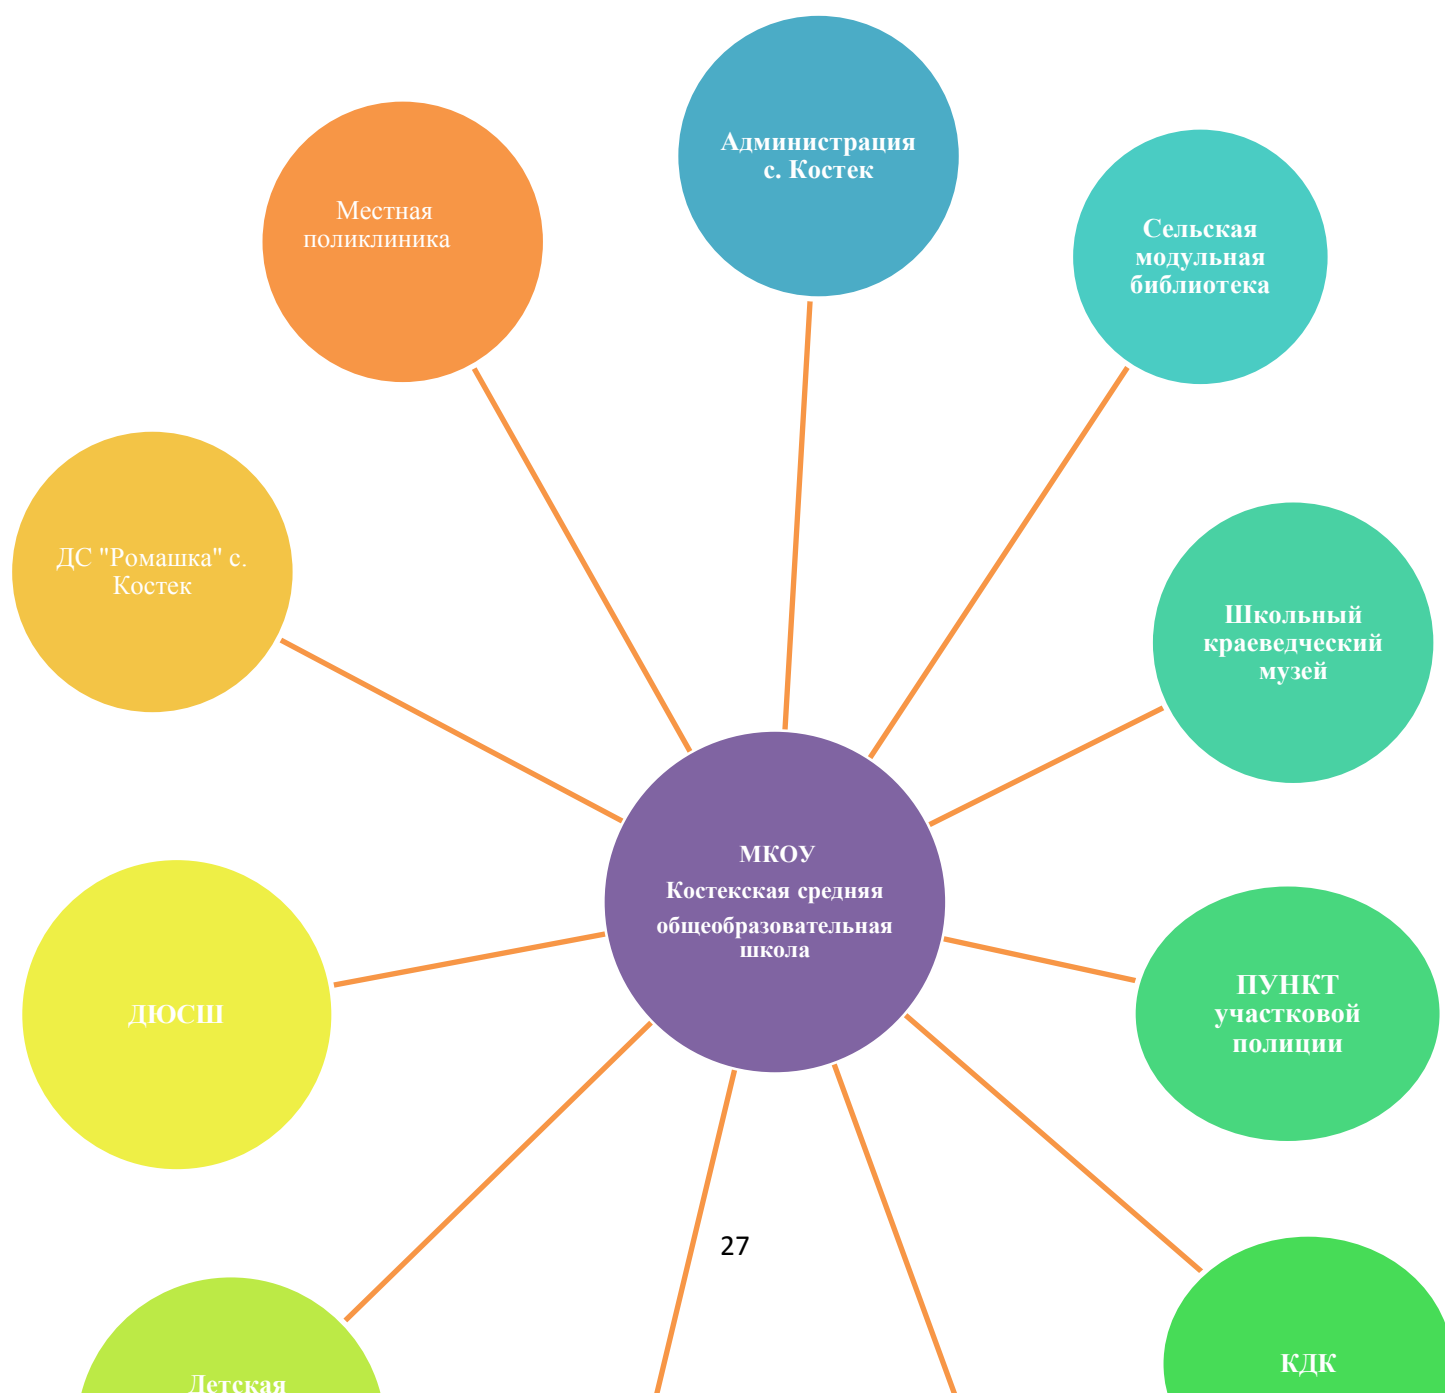 Администрация
с. Костек
Местная
поликлиника
Сельская
модульная
библиотека
ДС "Ромашка" с.
Костек
Школьный
краеведческий
музей
МКОУ
Костекская средняя
общеобразовательная
школа
ДЮСШ
ПУНКТ
участковой
полиции
27
КДК
Детская